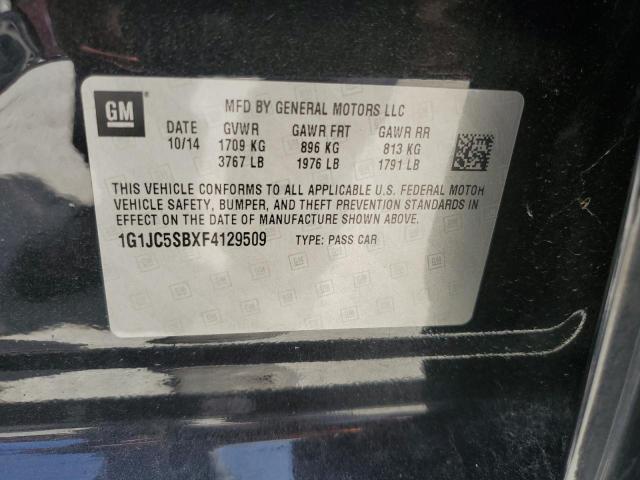 GM
MFD BY GENERAL MOTORS LLC
DATE GVWR GAWR FRT GAWR RR
10/14 1709 KG 896 KG 813 KG
3767 LB 1976 LB 1791 LB
THIS VEHICLE CONFORMS TO ALL APPLICABLE U.S. FEDERAL MOTOR
VEHICLE SAFETY, BUMPER, AND THEFT PREVENTION STANDARDS IN
EFFECT ON THE DATE OF MANUFACTURE SHOWN ABOVE.
1G1JC5SBXF4129509 TYPE: PASS CAR